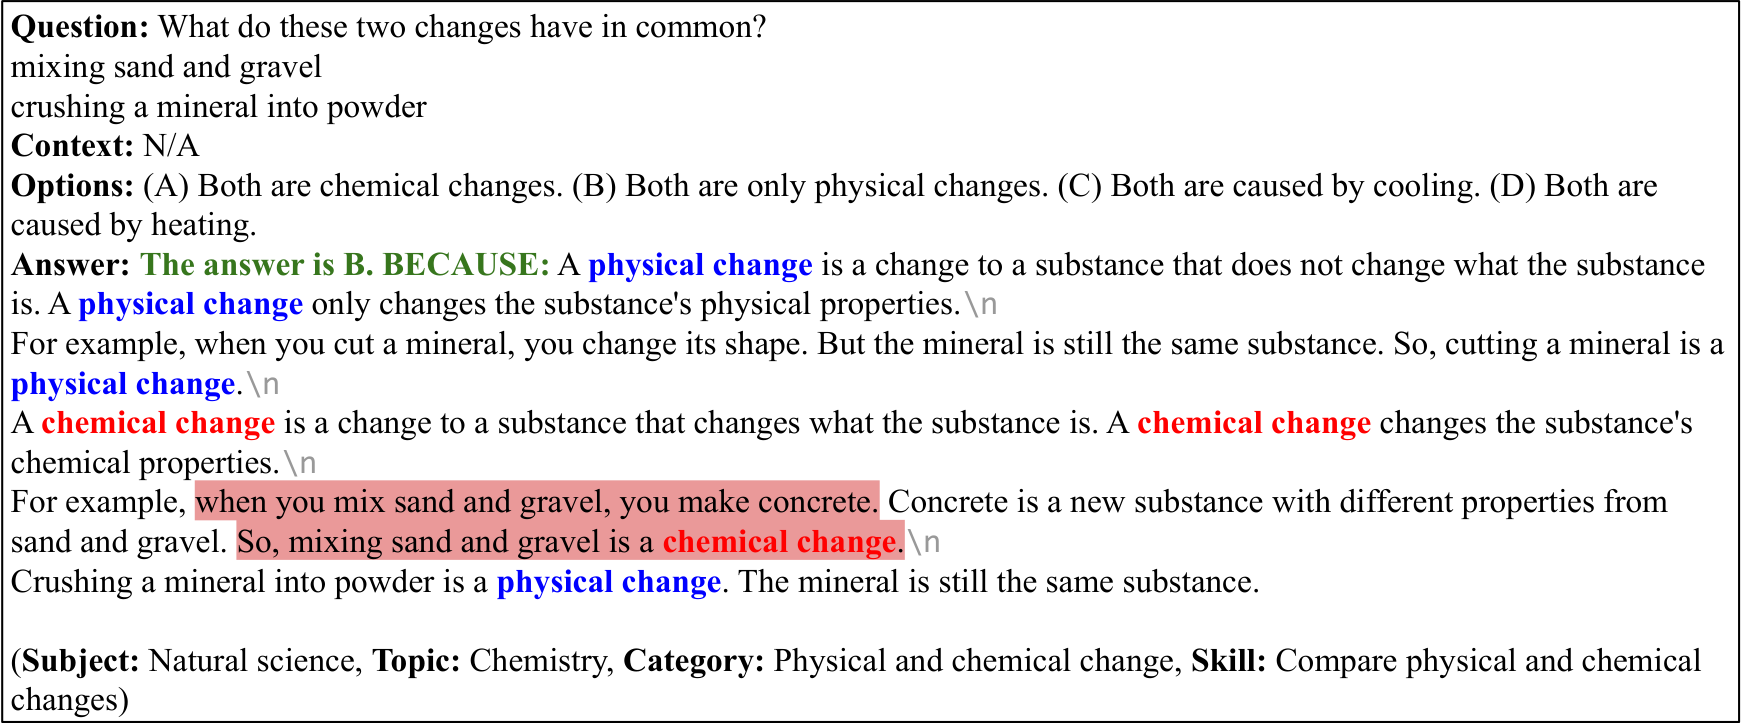 Question: What do these two changes have in common?
mixing sand and gravel
crushing a mineral into powder
Context: N/A
Options: (A) Both are chemical changes. (B) Both are only physical changes. (C) Both are caused by cooling. (D) Both are
caused by heating.
Answer: The answer is B. BECAUSE: A physical change is a change to a substance that does not change what the substance
is. A physical change only changes the substance's physical properties.\n
For example, when you cut a mineral, you change its shape. But the mineral is still the same substance. So, cutting a mineral is a
physical change.\n
A chemical change is a change to a substance that changes what the substance is. A chemical change changes the substance's
chemical properties.\n
For example, when you mix sand and gravel, you make concrete. Concrete is a new substance with different properties from
sand and gravel. So, mixing sand and gravel is a chemical change.\n
Crushing a mineral into powder is a physical change. The mineral is still the same substance.
(Subject: Natural science, Topic: Chemistry, Category: Physical and chemical change, Skill: Compare physical and chemical
changes)